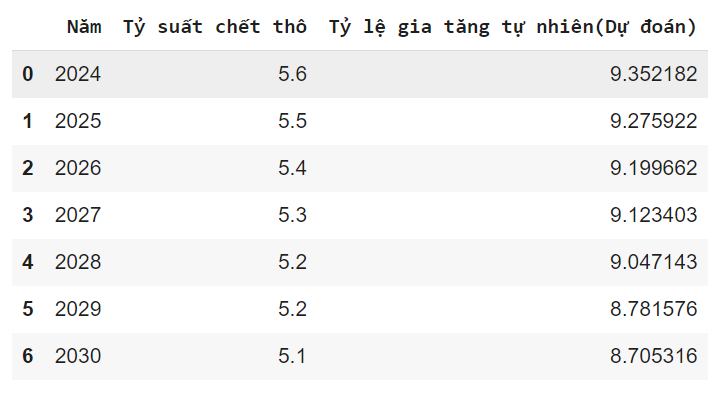 Năm Tỷ suất chết thô Tỷ lệ gia tăng tự nhiên(Dự đoán)
0 2024 5.6 9.352182
1 2025 5.5 9.275922
2 2026 5.4 9.199662
3 2027 5.3 9.123403
4 2028 5.2 9.047143
5 2029 5.2 8.781576
6 2030 5.1 8.705316